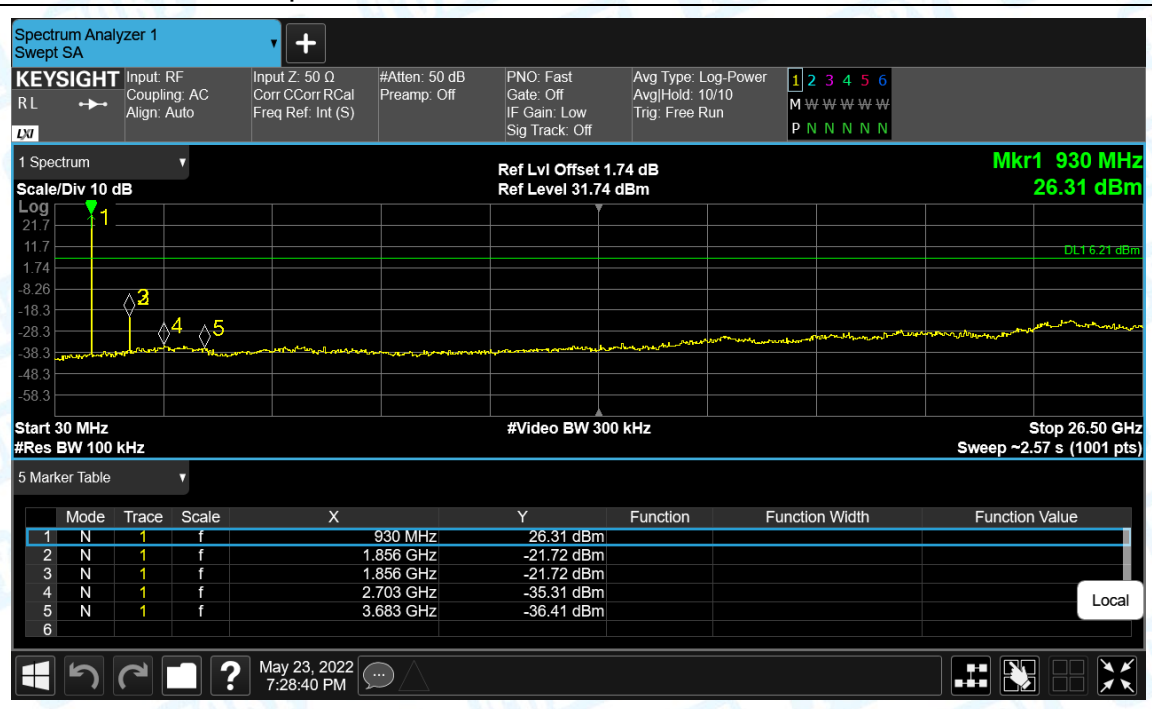 Spectrum Analyzer 1
Swept SA
+
KEYSIGHT Input: RF Input Z: 50 Ω #Atten: 50 dB PNO: Fast Avg Type: Log-Power 1 2 3 4 5 6
R L Coupling: AC Corr CCorr RCal Preamp: Off Gate: Off Avg|Hold: 10/10 M W W W W W
Align: Auto Freq Ref: Int (S) IF Gain: Low Trig: Free Run
LXI Sig Track: Off P N N N N N
1 Spectrum Ref Lvl Offset 1.74 dB Mkr1 930 MHz
Scale/Div 10 dB Ref Level 31.74 dBm 26.31 dBm
Log
1
21.7
11.7
DL1 6.21 dBm
1.74
-8.26
-18.3
-28.3
-38.3
-48.3
-58.3
3
4 5
Start 30 MHz #Video BW 300 kHz Stop 26.50 GHz
#Res BW 100 kHz Sweep ~2.57 s (1001 pts)
5 Marker Table
Mode Trace Scale X Y Function Function Width Function Value
1 N 1 f 930 MHz 26.31 dBm
2 N 1 f 1.856 GHz -21.72 dBm
3 N 1 f 1.856 GHz -21.72 dBm
4 N 1 f 2.703 GHz -35.31 dBm
5 N 1 f 3.683 GHz -36.41 dBm
6
Local
? May 23, 2022
7:28:40 PM